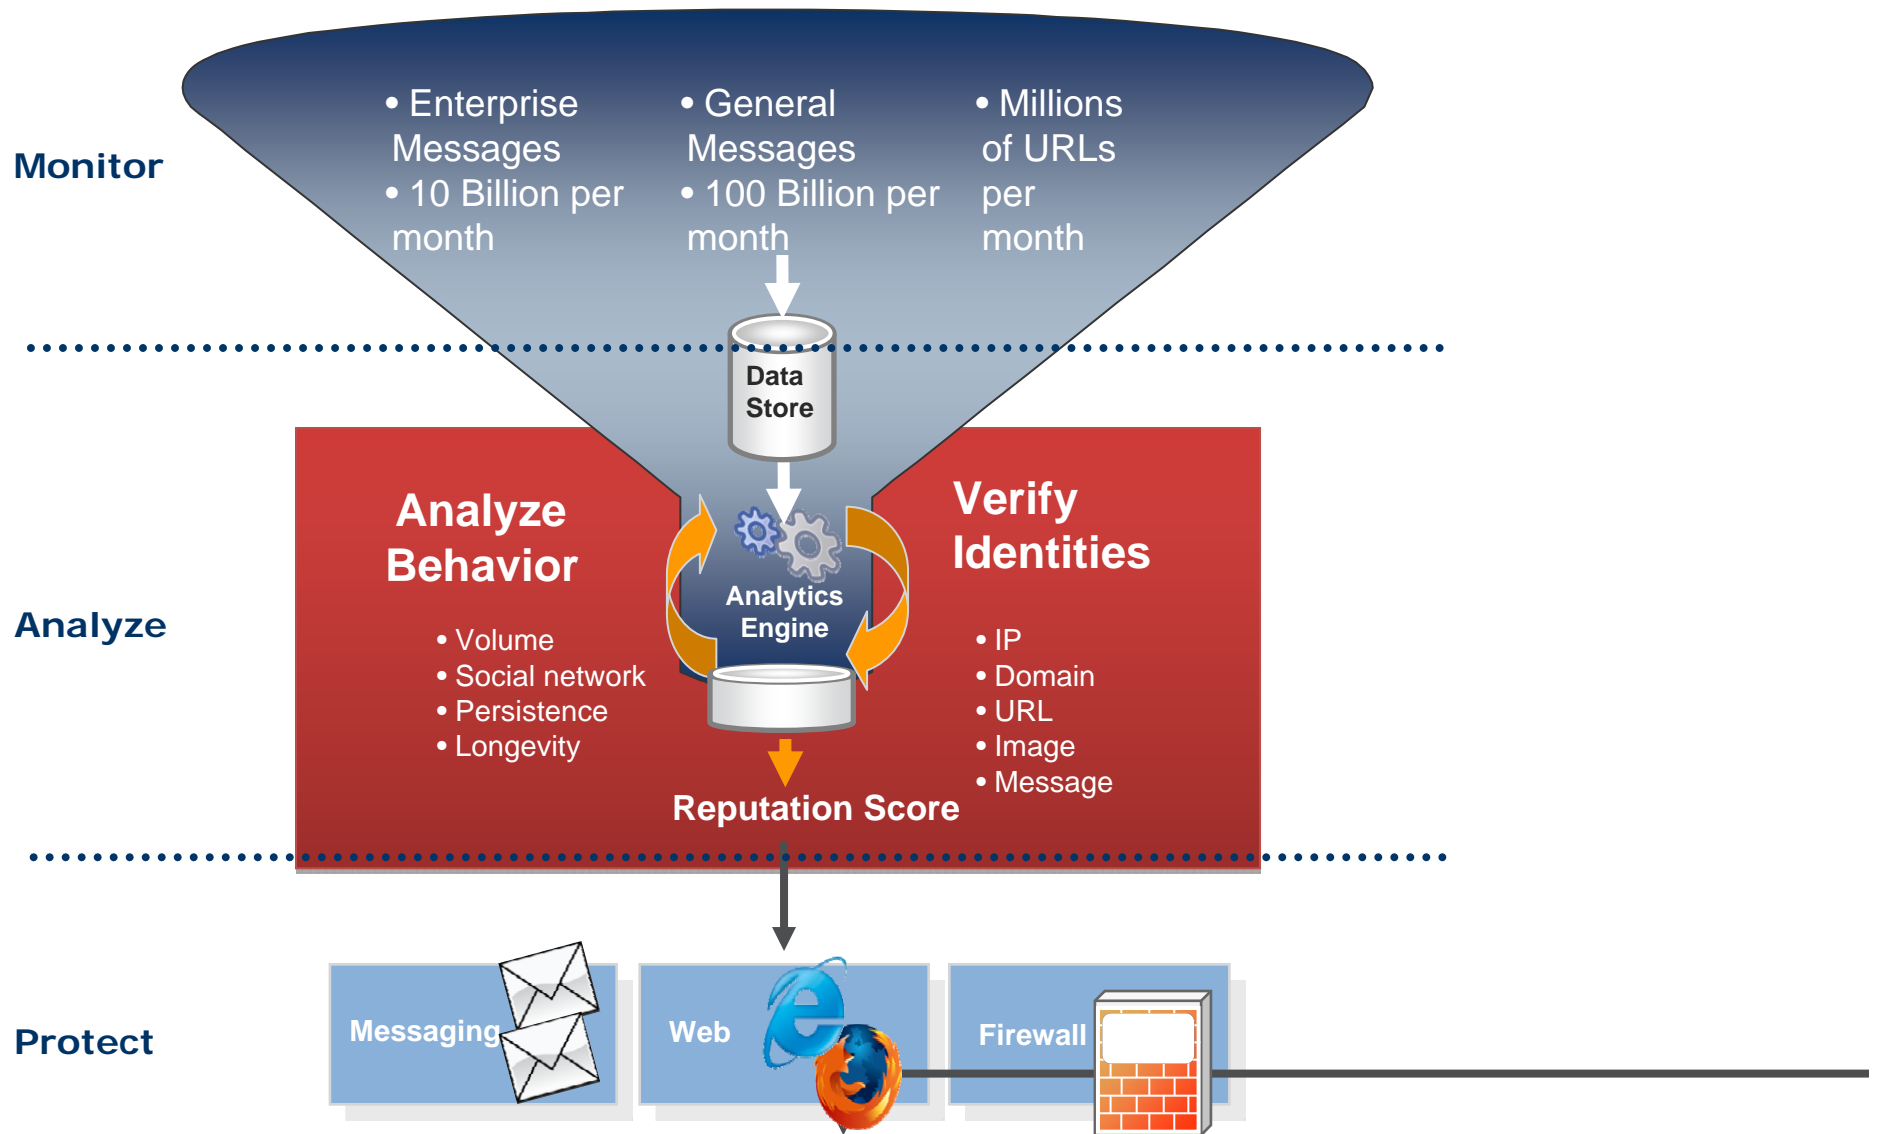 • Enterprise
Messages
• 10 Billion per
month
• General
Messages
• 100 Billion per
month
• Millions
of URLs
per
month
Monitor
Data
Store
Analyze
Behavior
• Volume
• Social network
• Persistence
• Longevity
Analytics
Engine
Verify
Identities
• IP
• Domain
• URL
• Image
• Message
Analyze
Reputation Score
Protect
Messaging
Web
Firewall